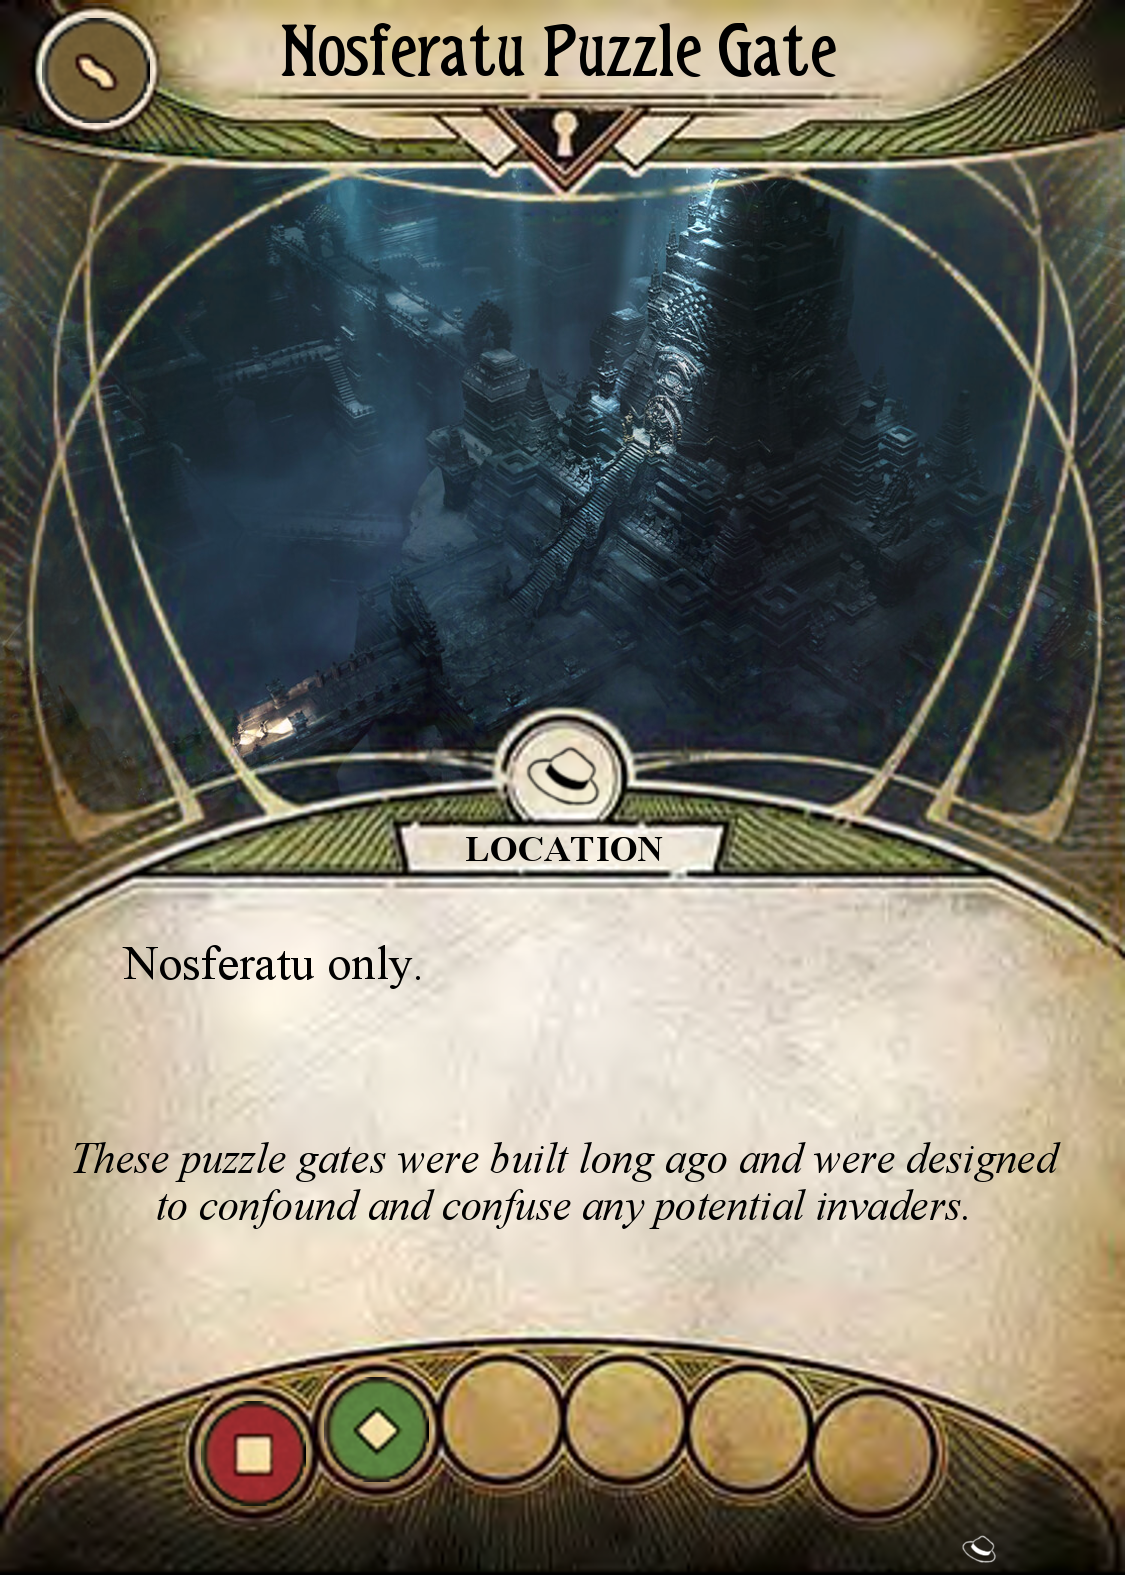 Nosferatu Puzzle Gate
LOCATION
Nosferatu only.
These puzzle gates were built long ago and were designed
to confound and confuse any potential invaders.